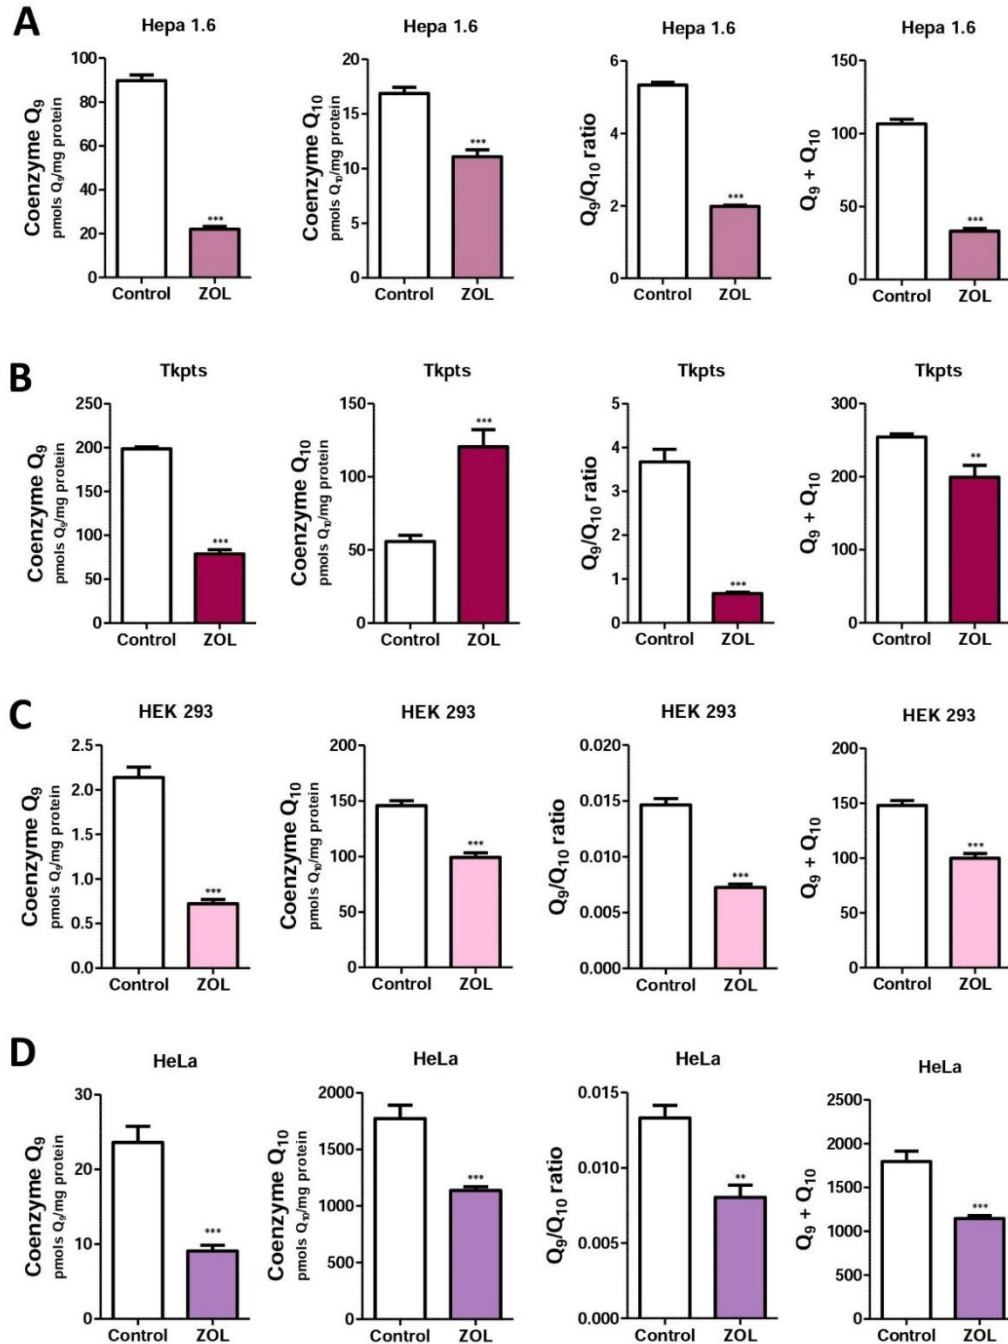 A
Hepa 1.6
Coenzyme Q9
pmols Q9/mg protein
100
80
60
40
20
0
***
Control ZOL
Hepa 1.6
Coenzyme Q10
pmols Q10/mg protein
20
15
10
5
0
***
Control ZOL
Hepa 1.6
Q9/Q10 ratio
6
4
2
0
***
Control ZOL
Hepa 1.6
Q9 + Q10
150
100
50
0
***
Control ZOL
B
Tkpts
Coenzyme Q9
pmols Q9/mg protein
250
200
150
100
50
0
***
Control ZOL
Tkpts
Coenzyme Q10
pmols Q10/mg protein
150
100
50
0
***
Control ZOL
Tkpts
Q9/Q10 ratio
5
4
3
2
1
0
***
Control ZOL
Tkpts
Q9 + Q10
300
200
100
0
**
Control ZOL
C
HEK 293
Coenzyme Q9
pmols Q9/mg protein
2.5
2.0
1.5
1.0
0.5
0.0
***
Control ZOL
HEK 293
Coenzyme Q10
pmols Q10/mg protein
200
150
100
50
0
***
Control ZOL
HEK 293
Q9/Q10 ratio
0.020
0.015
0.010
0.005
0.000
***
Control ZOL
HEK 293
Q9 + Q10
200
150
100
50
0
***
Control ZOL
D
HeLa
Coenzyme Q9
pmols Q9/mg protein
30
20
10
0
***
Control ZOL
HeLa
Coenzyme Q10
pmols Q10/mg protein
2000
1500
1000
500
0
***
Control ZOL
HeLa
Q9/Q10 ratio
0.015
0.010
0.005
0.000
**
Control ZOL
HeLa
Q9 + Q10
2500
2000
1500
1000
500
0
***
Control ZOL